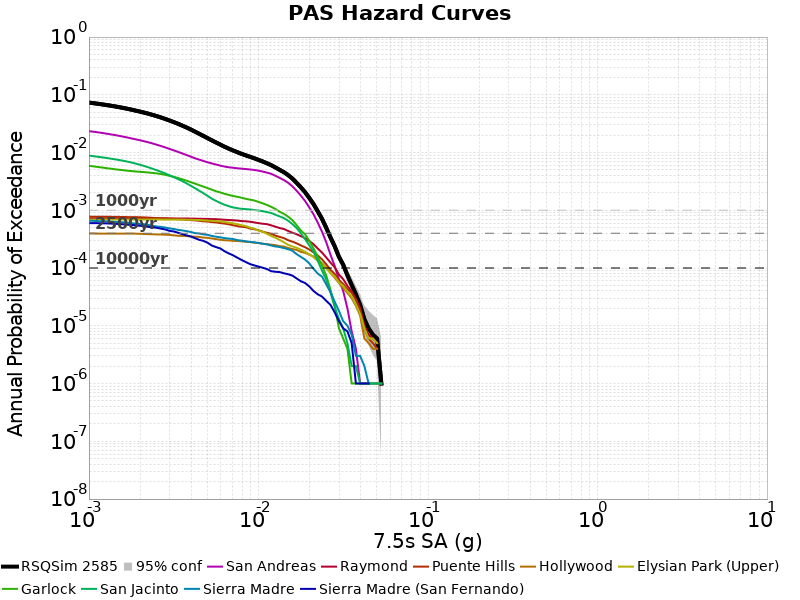 PAS Hazard Curves
Annual Probability of Exceedance
10^0
10^-1
10^-2
10^-3
10^-4
10^-5
10^-6
10^-7
10^-8
1000yr
2500yr
10000yr
10^-3 10^-2 10^-1 10^0 10^1
7.5s SA (g)
RSQSim 2585 95% conf San Andreas Raymond Puente Hills Hollywood Elysian Park (Upper)
Garlock San Jacinto Sierra Madre Sierra Madre (San Fernando)